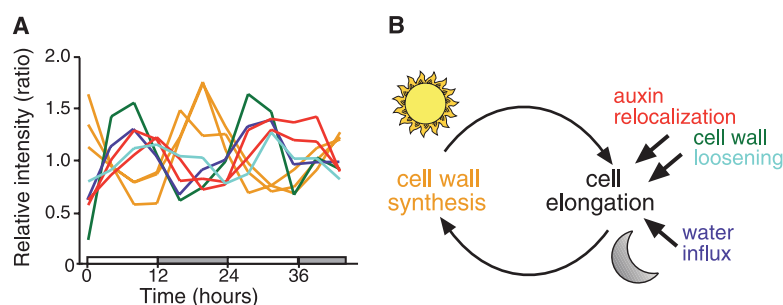 A
Relative intensity (ratio)
2.0
1.5
1.0
0.5
0
0
12
24
36
Time (hours)
B
auxin
relocalization
cell wall
loosening
cell wall
synthesis
cell
elongation
water
influx